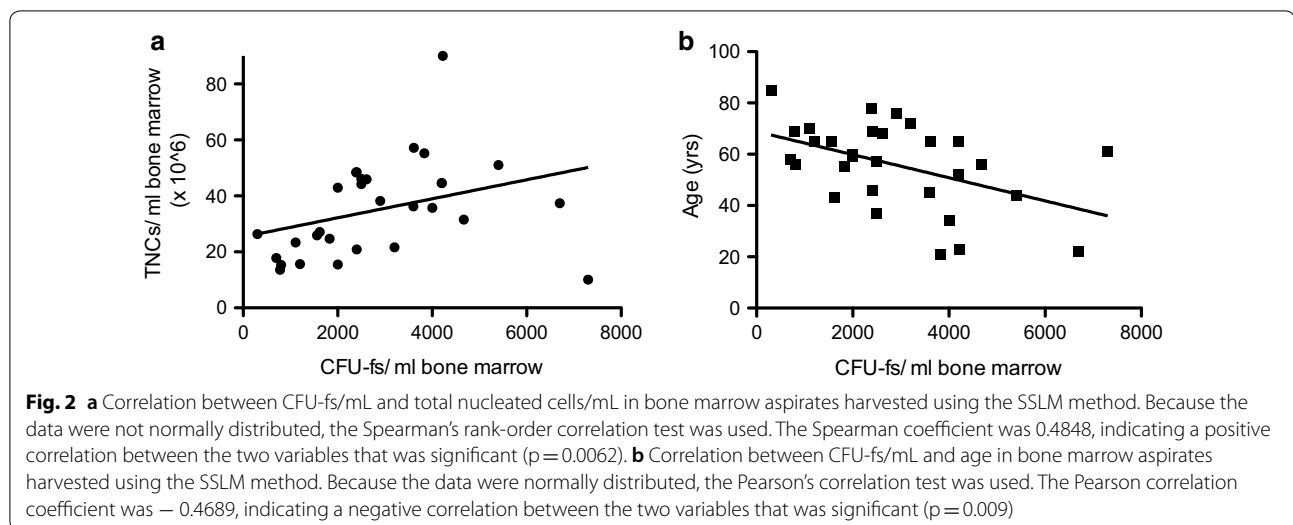 a
TNCs/ ml bone marrow
(x 10^6)
80
60
40
20
0
0 2000 4000 6000 8000
CFU-fs/ ml bone marrow
b
Age (yrs)
100
80
60
40
20
0
0 2000 4000 6000 8000
CFU-fs/ ml bone marrow
Fig. 2 a Correlation between CFU-fs/mL and total nucleated cells/mL in bone marrow aspirates harvested using the SSLM method. Because the
data were not normally distributed, the Spearman's rank-order correlation test was used. The Spearman coefficient was 0.4848, indicating a positive
correlation between the two variables that was significant (p = 0.0062). b Correlation between CFU-fs/mL and age in bone marrow aspirates
harvested using the SSLM method. Because the data were normally distributed, the Pearson's correlation test was used. The Pearson correlation
coefficient was − 0.4689, indicating a negative correlation between the two variables that was significant (p = 0.009)